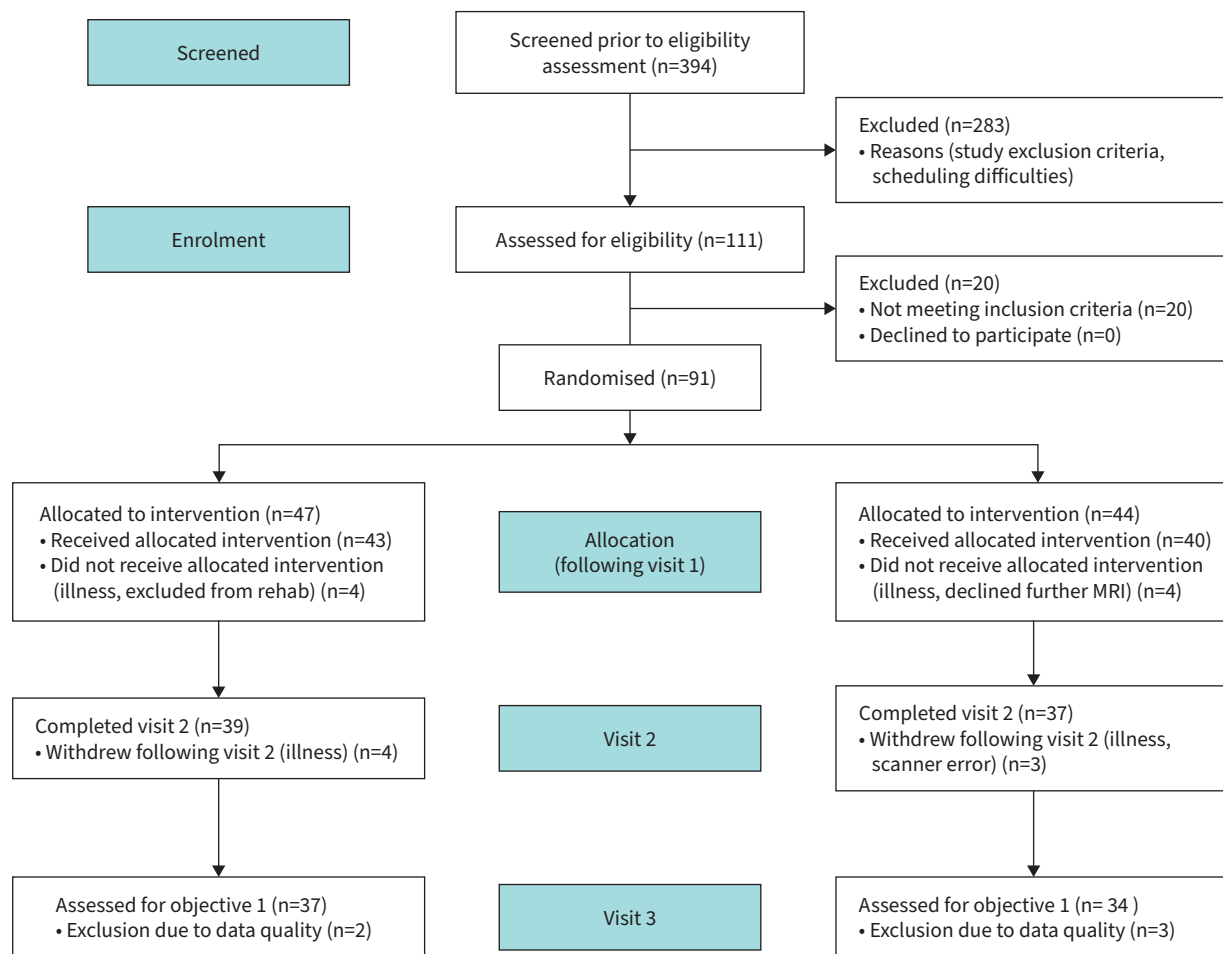 Screened
Screened prior to eligibility
assessment (n=394)
Excluded (n=283)
• Reasons (study exclusion criteria,
scheduling difficulties)
Enrolment
Assessed for eligibility (n=111)
Excluded (n=20)
• Not meeting inclusion criteria (n=20)
• Declined to participate (n=0)
Randomised (n=91)
Allocated to intervention (n=47)
• Received allocated intervention (n=43)
• Did not receive allocated intervention
(illness, excluded from rehab) (n=4)
Allocation
(following visit 1)
Allocated to intervention (n=44)
• Received allocated intervention (n=40)
• Did not receive allocated intervention
(illness, declined further MRI) (n=4)
Completed visit 2 (n=39)
• Withdrew following visit 2 (illness) (n=4)
Visit 2
Completed visit 2 (n=37)
• Withdrew following visit 2 (illness,
scanner error) (n=3)
Assessed for objective 1 (n=37)
• Exclusion due to data quality (n=2)
Visit 3
Assessed for objective 1 (n= 34 )
• Exclusion due to data quality (n=3)